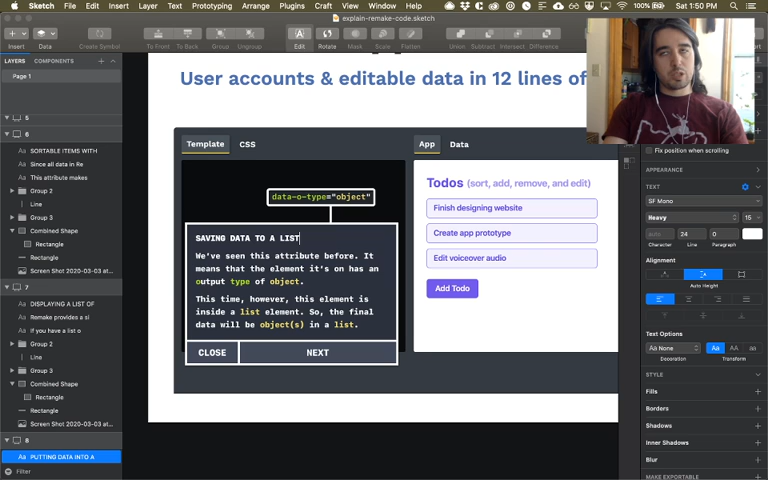 Sketch File Edit Insert Layer Text Prototyping Arrange Plugins Craft View Window Help
100%
Sat 1:50 PM
explain-remake-code.sketch
Insert Data Create Symbol To Front To Back Group Ungroup Edit Rotate Mask Scale Flatten Union Subtract Intersect Difference
LAYERS COMPONENTS
Page 1
5
6
Aa SORTABLE ITEMS WITH
Aa Since all data in Re
Aa This attribute makes
Group 2
Line
Group 3
Combined Shape
Rectangle
Rectangle
Screen Shot 2020-03-03 at...
7
Aa DISPLAYING A LIST OF
Aa Remake provides a si
Aa If you have a list o
Group 2
Line
Group 3
Combined Shape
Rectangle
Rectangle
Screen Shot 2020-03-03 at...
8
Aa PUTTING DATA INTO A
Filter
User accounts & editable data in 12 lines of
Template CSS
data-o-type="object"
SAVING DATA TO A LIST
We've seen this attribute before. It
means that the element it's on has an
output type of object.
This time, however, this element is
inside a list element. So, the final
data will be object(s) in a list.
CLOSE NEXT
App Data
Todos (sort, add, remove, and edit)
Finish designing website
Create app prototype
Edit voiceover audio
Add Todo
Fix position when scrolling
APPEARANCE
TEXT
SF Mono
Heavy 15
Auto 24 0
Character Line Paragraph
Alignment
Auto Height
Text Options
Aa None Aa AA aa
Decoration Transform
STYLE
Fills
Borders
Shadows
Inner Shadows
Blur
MAKE EXPORTABLE